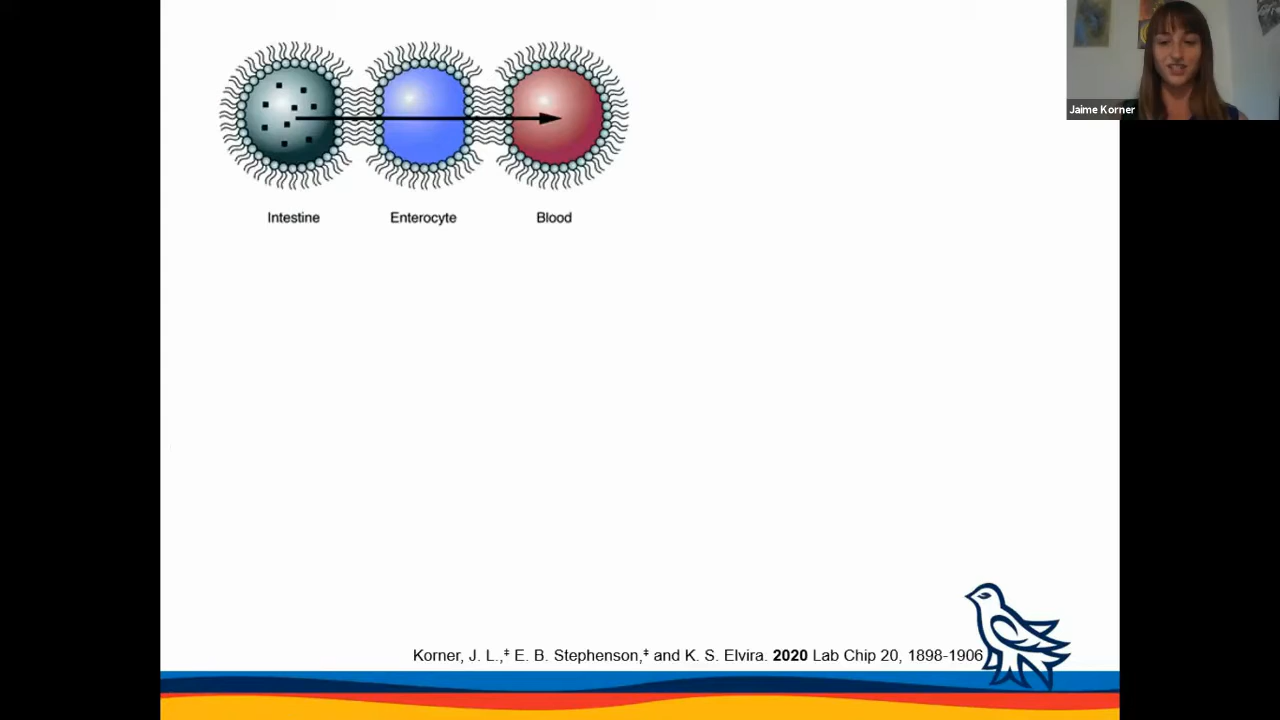 Jaime Korner
Intestine Enterocyte Blood
Korner, J. L.,‡ E. B. Stephenson,‡ and K. S. Elvira. 2020 Lab Chip 20, 1898-1906